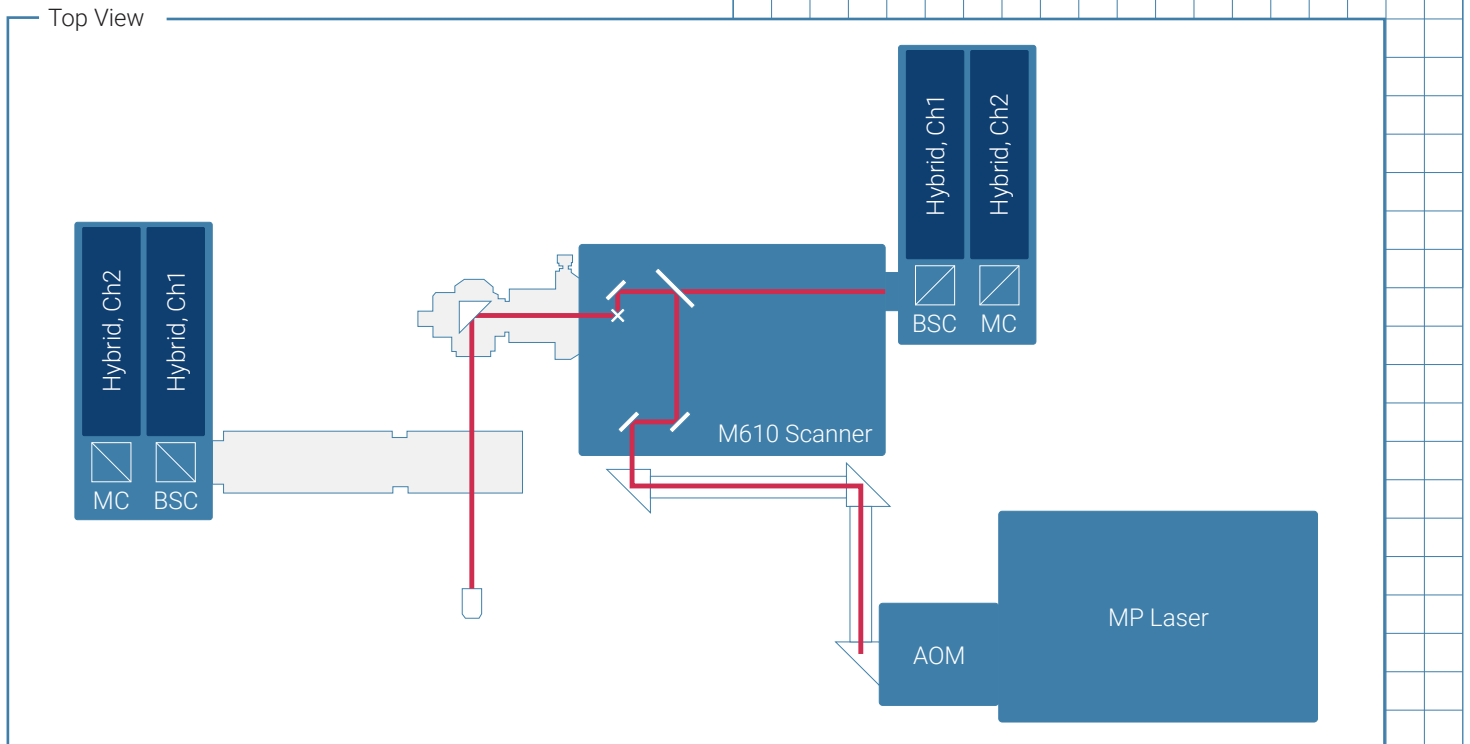 Top View
Hybrid, Ch1
Hybrid, Ch2
BSC
MC
Hybrid, Ch2
Hybrid, Ch1
MC
BSC
M610 Scanner
MP Laser
AOM